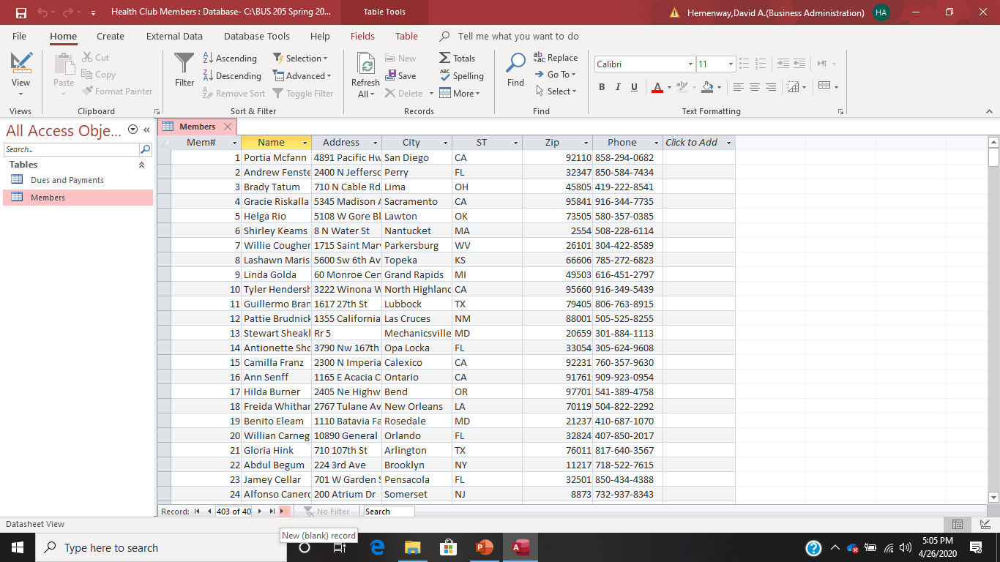 Health Club Members : Database- C:\BUS 205 Spring 20... Table Tools Hemenway,David A.(Business Administration) HA
File Home Create External Data Database Tools Help Fields Table Tell me what you want to do
View
Views
Paste Cut
Copy
Format Painter
Clipboard
Filter Ascending
Descending
Remove Sort
Selection
Advanced
Toggle Filter
Sort & Filter
Refresh All New
Save
Delete
Totals
Spelling
More
Records
Find Replace
Go To
Select
Find
Calibri 11
B I U A
Text Formatting
All Access Obje...
Search...
Tables
Dues and Payments
Members
Members
Mem# Name Address City ST Zip Phone Click to Add
1 Portia Mcfann 4891 Pacific Hw San Diego CA 92110 858-294-0682
2 Andrew Fenste 2400 N Jefferso Perry FL 32347 850-584-7434
3 Brady Tatum 710 N Cable Rd Lima OH 45805 419-222-8541
4 Gracie Riskalla 5345 Madison A Sacramento CA 95841 916-344-7735
5 Helga Rio 5108 W Gore Bl Lawton OK 73505 580-357-0385
6 Shirley Keams 8 N Water St Nantucket MA 2554 508-228-6114
7 Willie Cougher 1715 Saint Mary Parkersburg WV 26101 304-422-8589
8 Lashawn Maris 5600 Sw 6th Av Topeka KS 66606 785-272-6823
9 Linda Golda 60 Monroe Cen Grand Rapids MI 49503 616-451-2797
10 Tyler Hendersh 3222 Winona W North Highland CA 95660 916-349-5439
11 Guillermo Bran 1617 27th St Lubbock TX 79405 806-763-8915
12 Pattie Brudnick 1355 California Las Cruces NM 88001 505-525-8255
13 Stewart Sheakl Rr 5 Mechanicsville MD 20659 301-884-1113
14 Antionette Sho 3790 Nw 167th Opa Locka FL 33054 305-624-9608
15 Camilla Franz 2300 N Imperia Calexico CA 92231 760-357-9630
16 Ann Senff 1165 E Acacia C Ontario CA 91761 909-923-0954
17 Hilda Burner 2405 Ne Highw Bend OR 97701 541-389-4758
18 Freida Whithar 2767 Tulane Av New Orleans LA 70119 504-822-2292
19 Benito Eleam 1110 Batavia Fa Rosedale MD 21237 410-687-1070
20 Willian Carneg 10890 General Orlando FL 32824 407-850-2017
21 Gloria Hink 710 107th St Arlington TX 76011 817-640-3567
22 Abdul Begum 224 3rd Ave Brooklyn NY 11217 718-522-7615
23 Jamey Cellar 701 W Garden S Pensacola FL 32501 850-434-4388
24 Alfonso Canero 200 Atrium Dr Somerset NJ 8873 732-937-8343
Record: 403 of 40 No Filter Search
Datasheet View
New (blank) record
Type here to search
5:05 PM
4/26/2020